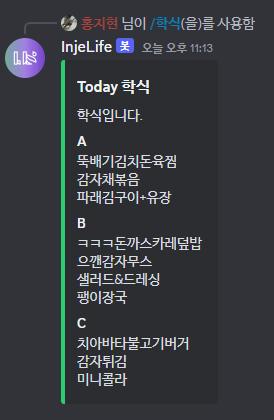 홍지현 님이 /학식(을)를 사용함
InjeLife 봇 오늘 오후 11:13
Today 학식
학식입니다.
A
뚝배기김치돈육찜
감자채볶음
파래김구이+유장
B
ㅋㅋㅋ돈까스카레덮밥
으깬감자무스
샐러드&드레싱
팽이장국
C
치아바타불고기버거
감자튀김
미니콜라